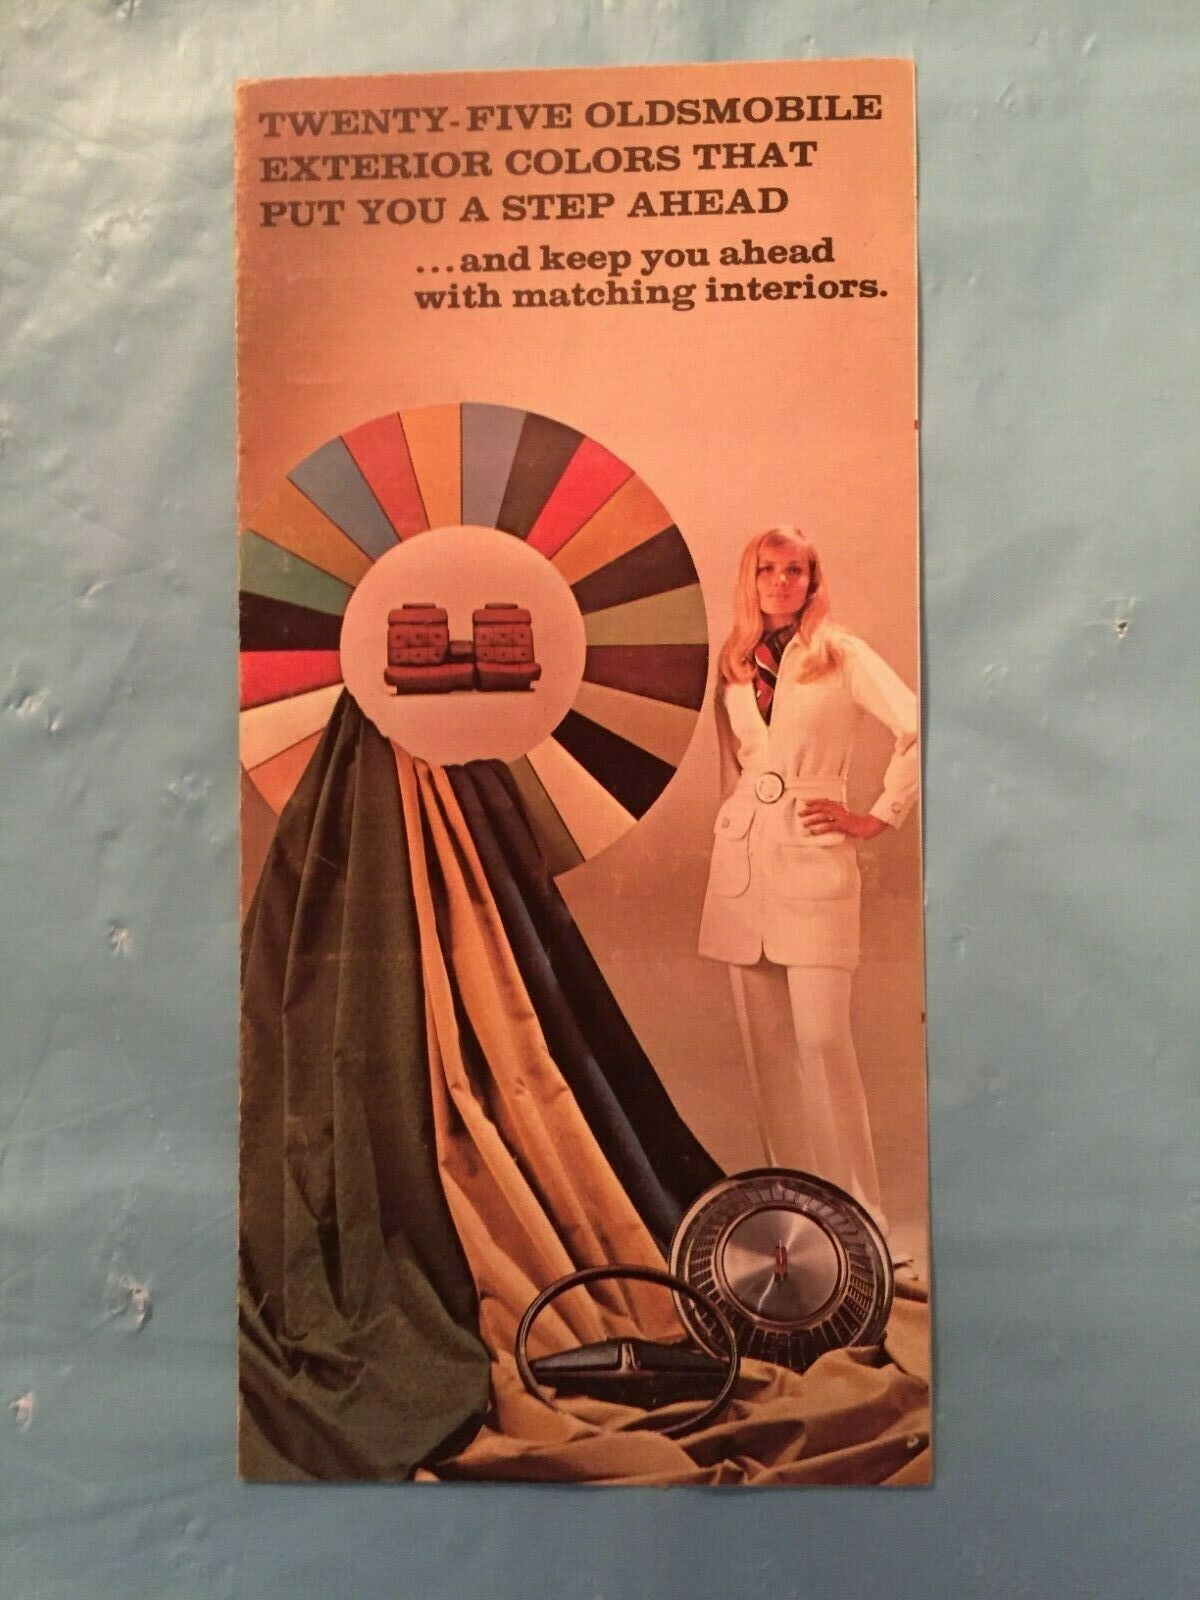 TWENTY-FIVE OLDSMOBILE
EXTERIOR COLORS THAT
PUT YOU A STEP AHEAD
...and keep you ahead
with matching interiors.